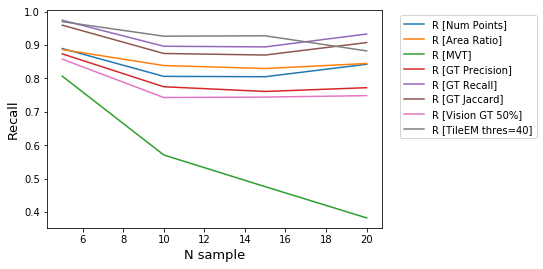 1.0
0.9
0.8
0.7
0.6
0.5
0.4
Recall
6 8 10 12 14 16 18 20
N sample
R [Num Points]
R [Area Ratio]
R [MVT]
R [GT Precision]
R [GT Recall]
R [GT Jaccard]
R [Vision GT 50%]
R [TileEM thres=40]